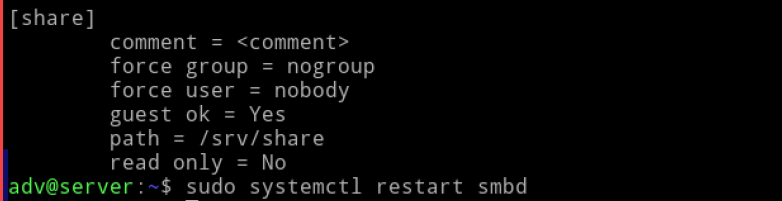 [share]
comment = <comment>
force group = nogroup
force user = nobody
guest ok = Yes
path = /srv/share
read only = No
adv@server:~$ sudo systemctl restart smbd